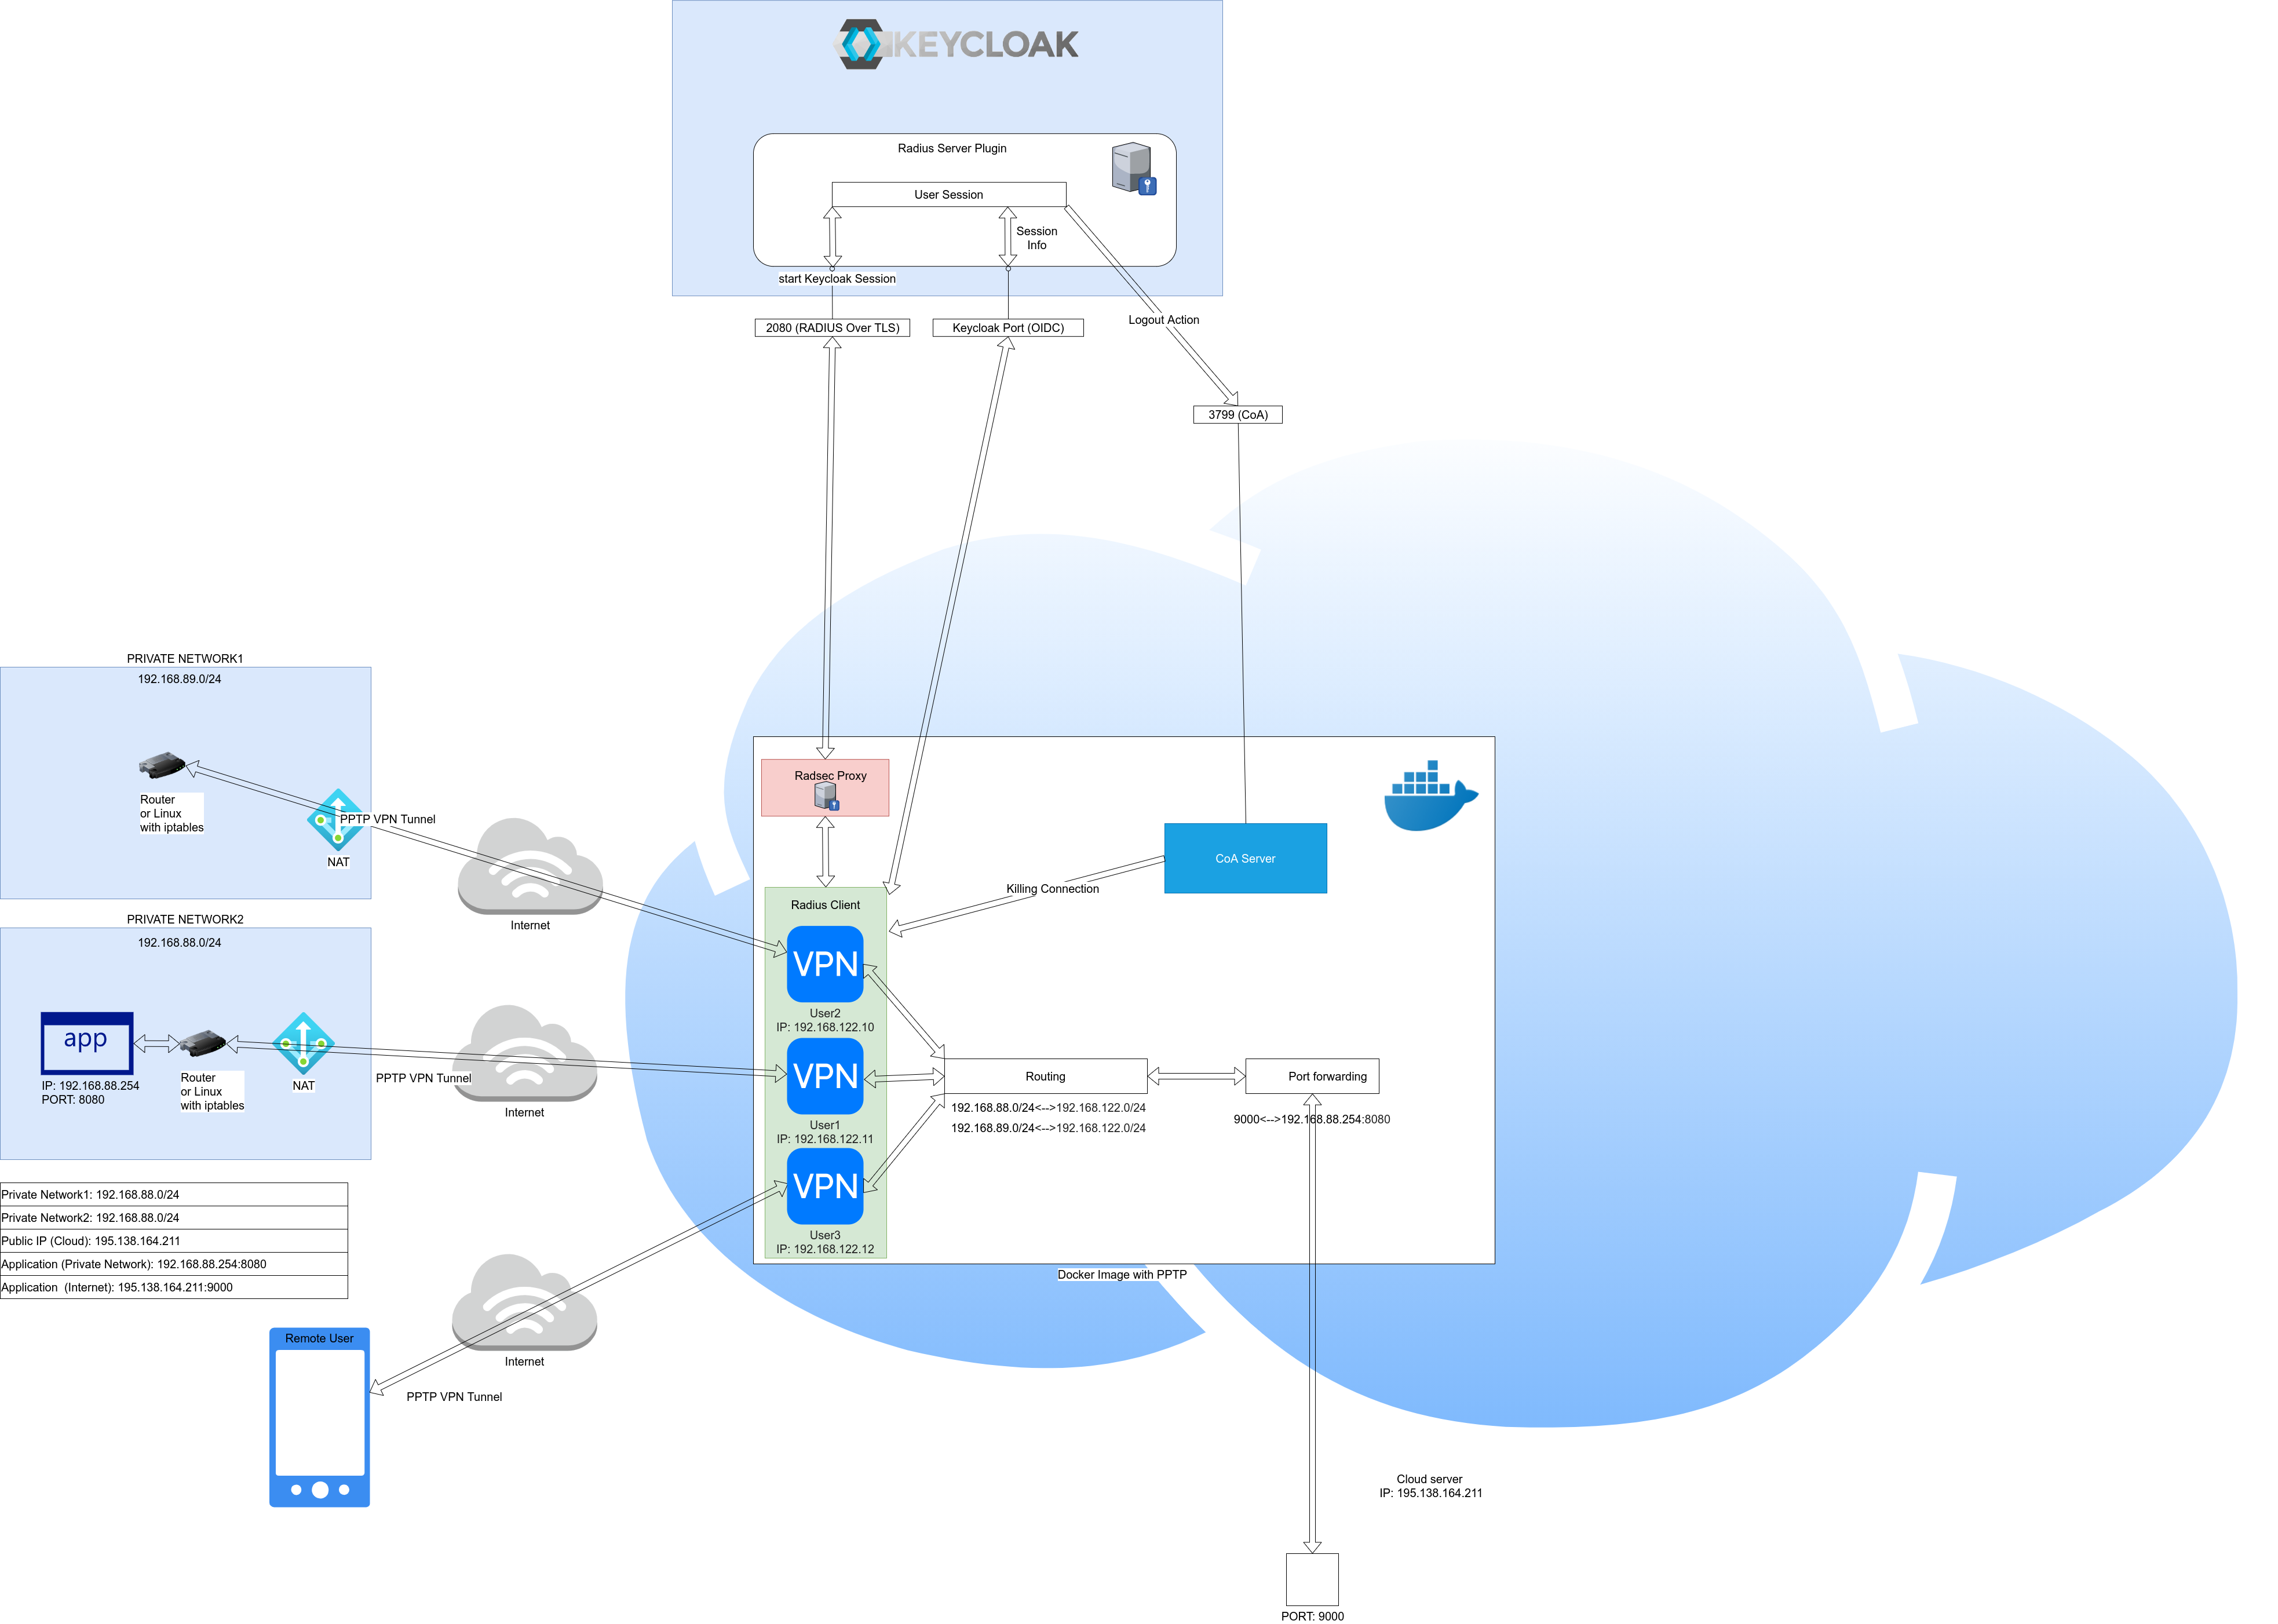 KEYCLOAK
Radius Server Plugin
User Session
Session
Info
start Keycloak Session
2080 (RADIUS Over TLS)
Keycloak Port (OIDC)
Logout Action
3799 (CoA)
PRIVATE NETWORK1
192.168.89.0/24
Router
or Linux
with iptables
PPTP VPN Tunnel
NAT
Internet
Radsec Proxy
CoA Server
Killing Connection
Radius Client
VPN
User2
IP: 192.168.122.10
VPN
User1
IP: 192.168.122.11
VPN
User3
IP: 192.168.122.12
PRIVATE NETWORK2
192.168.88.0/24
app
IP: 192.168.88.254
PORT: 8080
Router
or Linux
with iptables
NAT
PPTP VPN Tunnel
Internet
Routing
192.168.88.0/24<-->192.168.122.0/24
192.168.89.0/24<-->192.168.122.0/24
Port forwarding
9000<-->192.168.88.254:8080
Docker Image with PPTP
Private Network1: 192.168.88.0/24
Private Network2: 192.168.88.0/24
Public IP (Cloud): 195.138.164.211
Application (Private Network): 192.168.88.254:8080
Application  (Internet): 195.138.164.211:9000
Remote User
Internet
PPTP VPN Tunnel
Cloud server
IP: 195.138.164.211
PORT: 9000